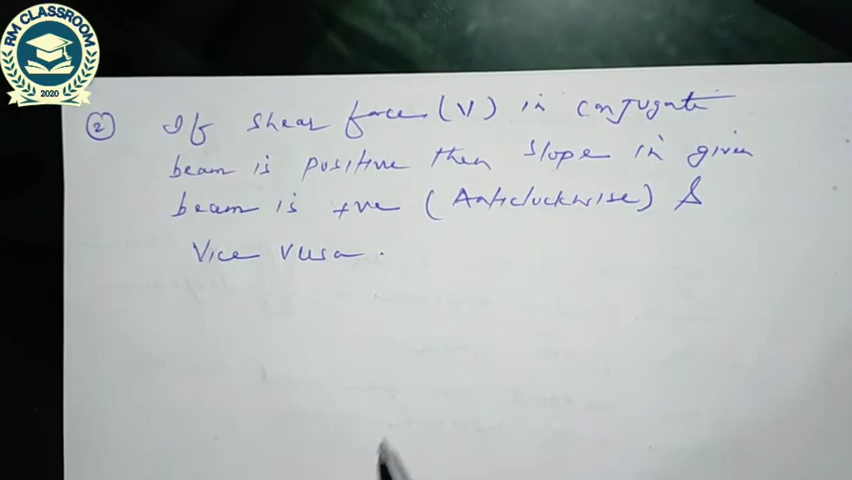 RM CLASSROOM
2020
② If Shear force (V) in conjugate
beam is positive then slope in given
beam is +ve (Anticlockwise) &
Vice versa.